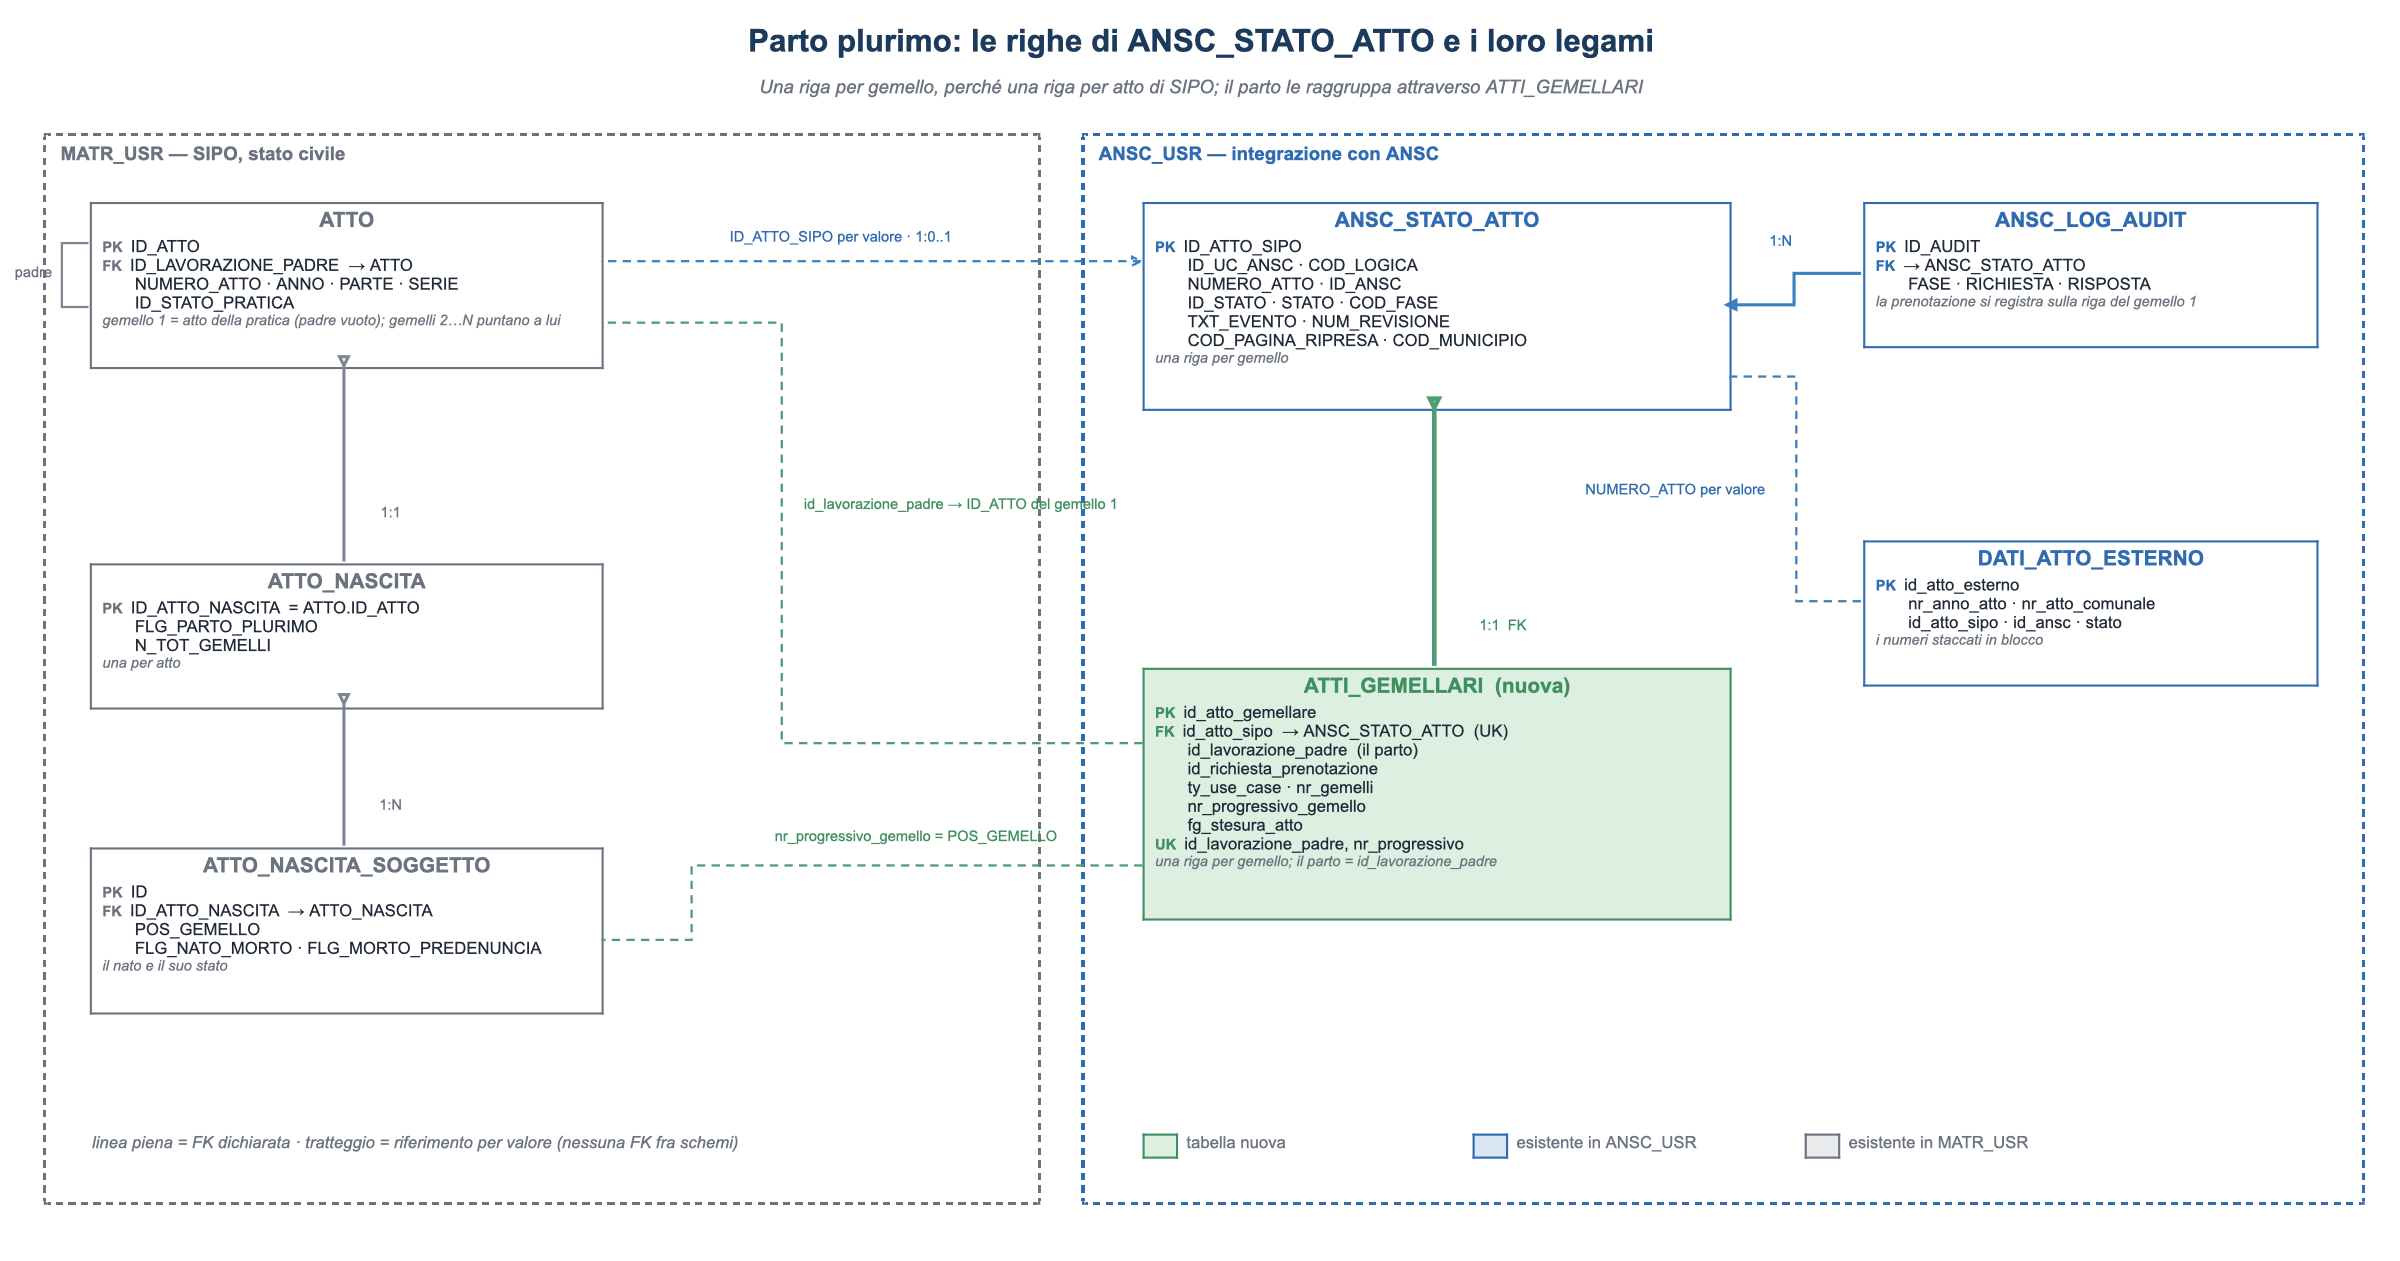 Parto plurimo: le righe di ANSC_STATO_ATTO e i loro legami
Una riga per gemello, perché una riga per atto di SIPO; il parto le raggruppa attraverso ATTI_GEMELLARI
MATR_USR — SIPO, stato civile
ATTO
PK ID_ATTO
FK ID_LAVORAZIONE_PADRE → ATTO
NUMERO_ATTO · ANNO · PARTE · SERIE
ID_STATO_PRATICA
gemello 1 = atto della pratica (padre vuoto); gemelli 2…N puntano a lui
padre
1:1
ATTO_NASCITA
PK ID_ATTO_NASCITA = ATTO.ID_ATTO
FLG_PARTO_PLURIMO
N_TOT_GEMELLI
una per atto
1:N
ATTO_NASCITA_SOGGETTO
PK ID
FK ID_ATTO_NASCITA → ATTO_NASCITA
POS_GEMELLO
FLG_NATO_MORTO · FLG_MORTO_PREDENUNCIA
il nato e il suo stato
linea piena = FK dichiarata · tratteggio = riferimento per valore (nessuna FK fra schemi)
ID_ATTO_SIPO per valore · 1:0..1
id_lavorazione_padre → ID_ATTO del gemello 1
nr_progressivo_gemello = POS_GEMELLO
ANSC_USR — integrazione con ANSC
ANSC_STATO_ATTO
PK ID_ATTO_SIPO
ID_UC_ANSC · COD_LOGICA
NUMERO_ATTO · ID_ANSC
ID_STATO · STATO · COD_FASE
TXT_EVENTO · NUM_REVISIONE
COD_PAGINA_RIPRESA · COD_MUNICIPIO
una riga per gemello
1:N
ANSC_LOG_AUDIT
PK ID_AUDIT
FK → ANSC_STATO_ATTO
FASE · RICHIESTA · RISPOSTA
la prenotazione si registra sulla riga del gemello 1
NUMERO_ATTO per valore
DATI_ATTO_ESTERNO
PK id_atto_esterno
nr_anno_atto · nr_atto_comunale
id_atto_sipo · id_ansc · stato
i numeri staccati in blocco
1:1 FK
ATTI_GEMELLARI (nuova)
PK id_atto_gemellare
FK id_atto_sipo → ANSC_STATO_ATTO (UK)
id_lavorazione_padre (il parto)
id_richiesta_prenotazione
ty_use_case · nr_gemelli
nr_progressivo_gemello
fg_stesura_atto
UK id_lavorazione_padre, nr_progressivo
una riga per gemello; il parto = id_lavorazione_padre
tabella nuova
esistente in ANSC_USR
esistente in MATR_USR